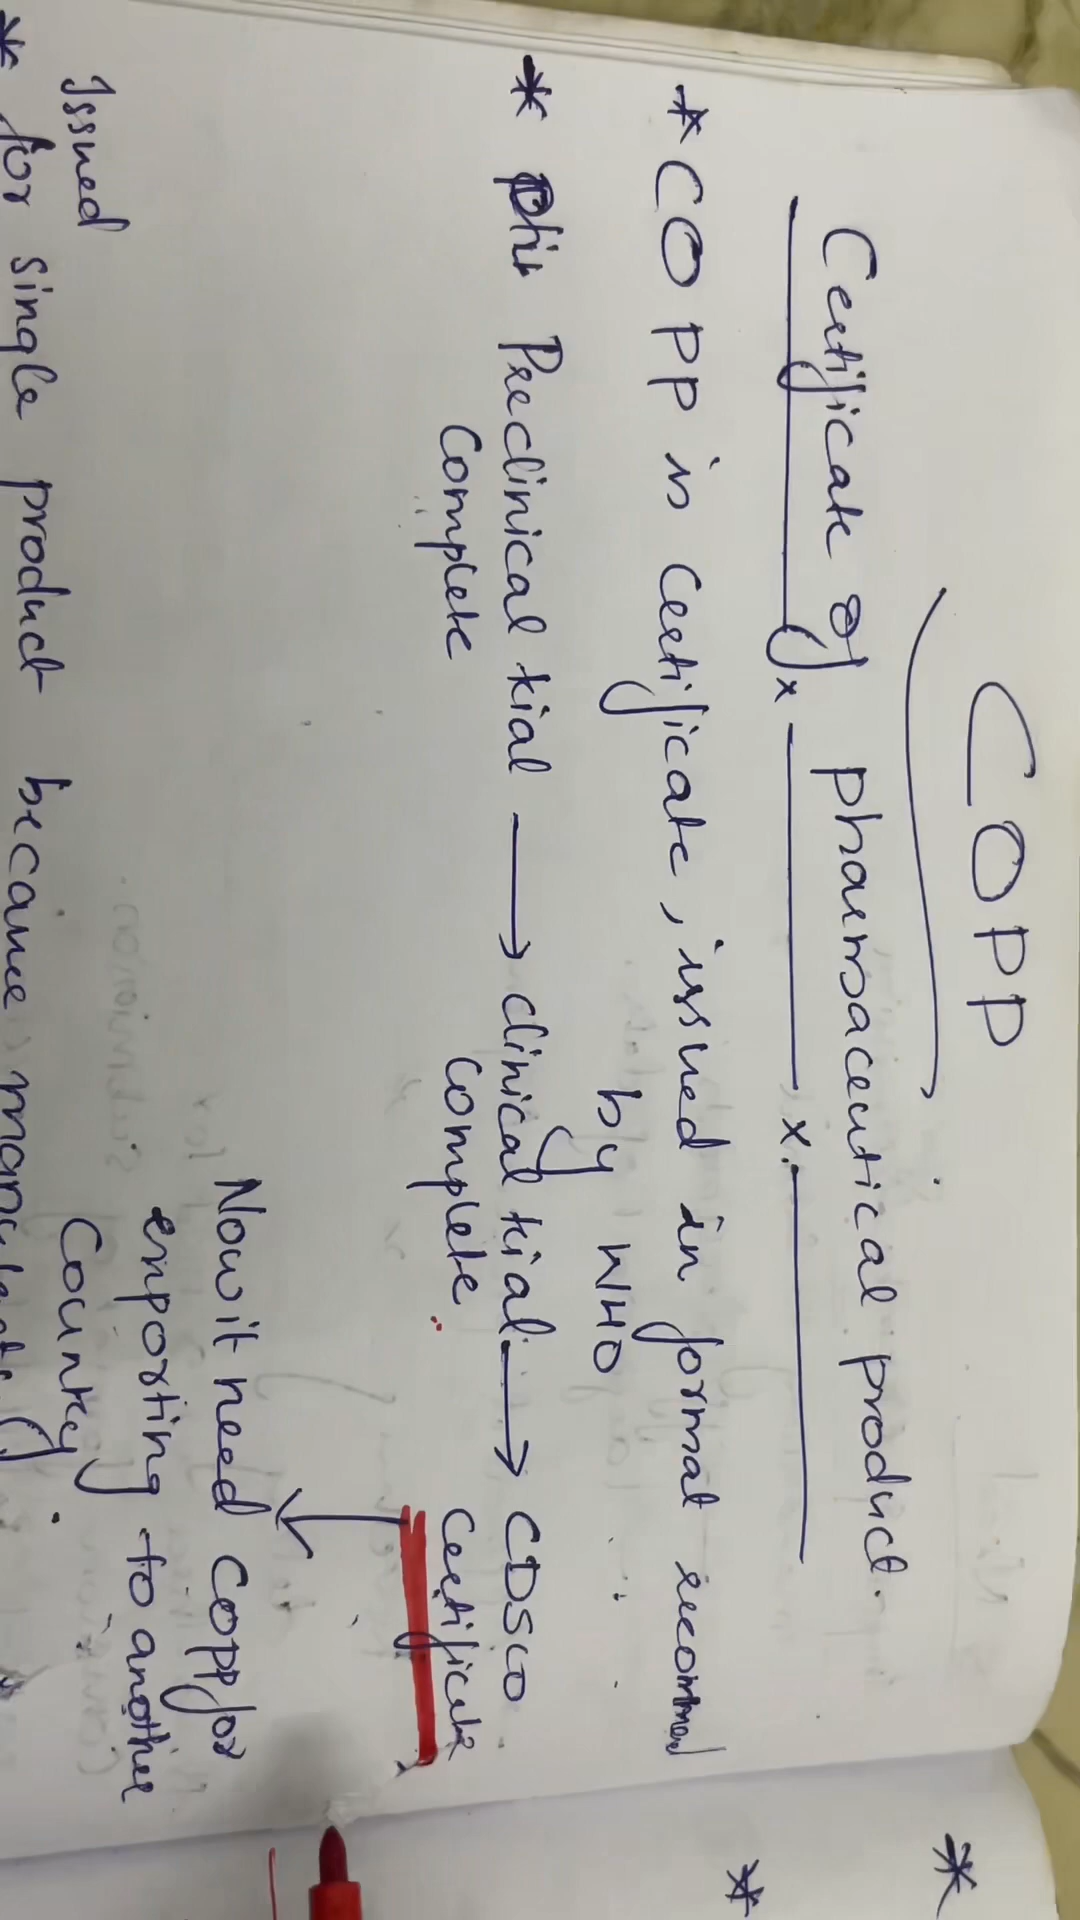 COPP
Certificate of pharmaceutical product.
x x
* COPP is certificate, issued in format recommend
by WHO
* Preclinical trial → clinical trial → CDSCO
Complete Complete Certificate
Now it need COPP for
exporting to another
Country.
Issued
* for single product because
*
*